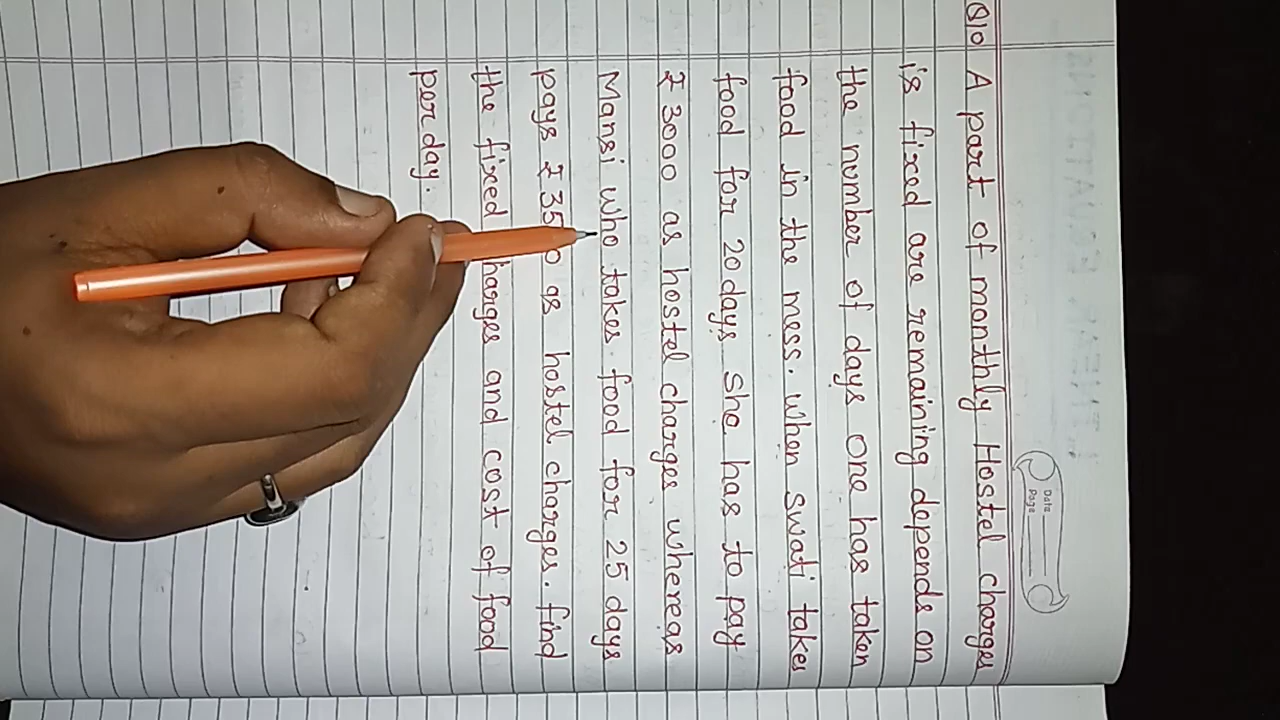 Date
Page
Q10 A part of monthly Hostel charges
is fixed are remaining depends on
the number of days one has taken
food in the mess. when swati takes
food for 20 days she has to pay
₹ 3000 as hostel charges whereas
Mansi who takes food for 25 days
pays as hostel charges. find
the fixed charges and cost of food
per day.